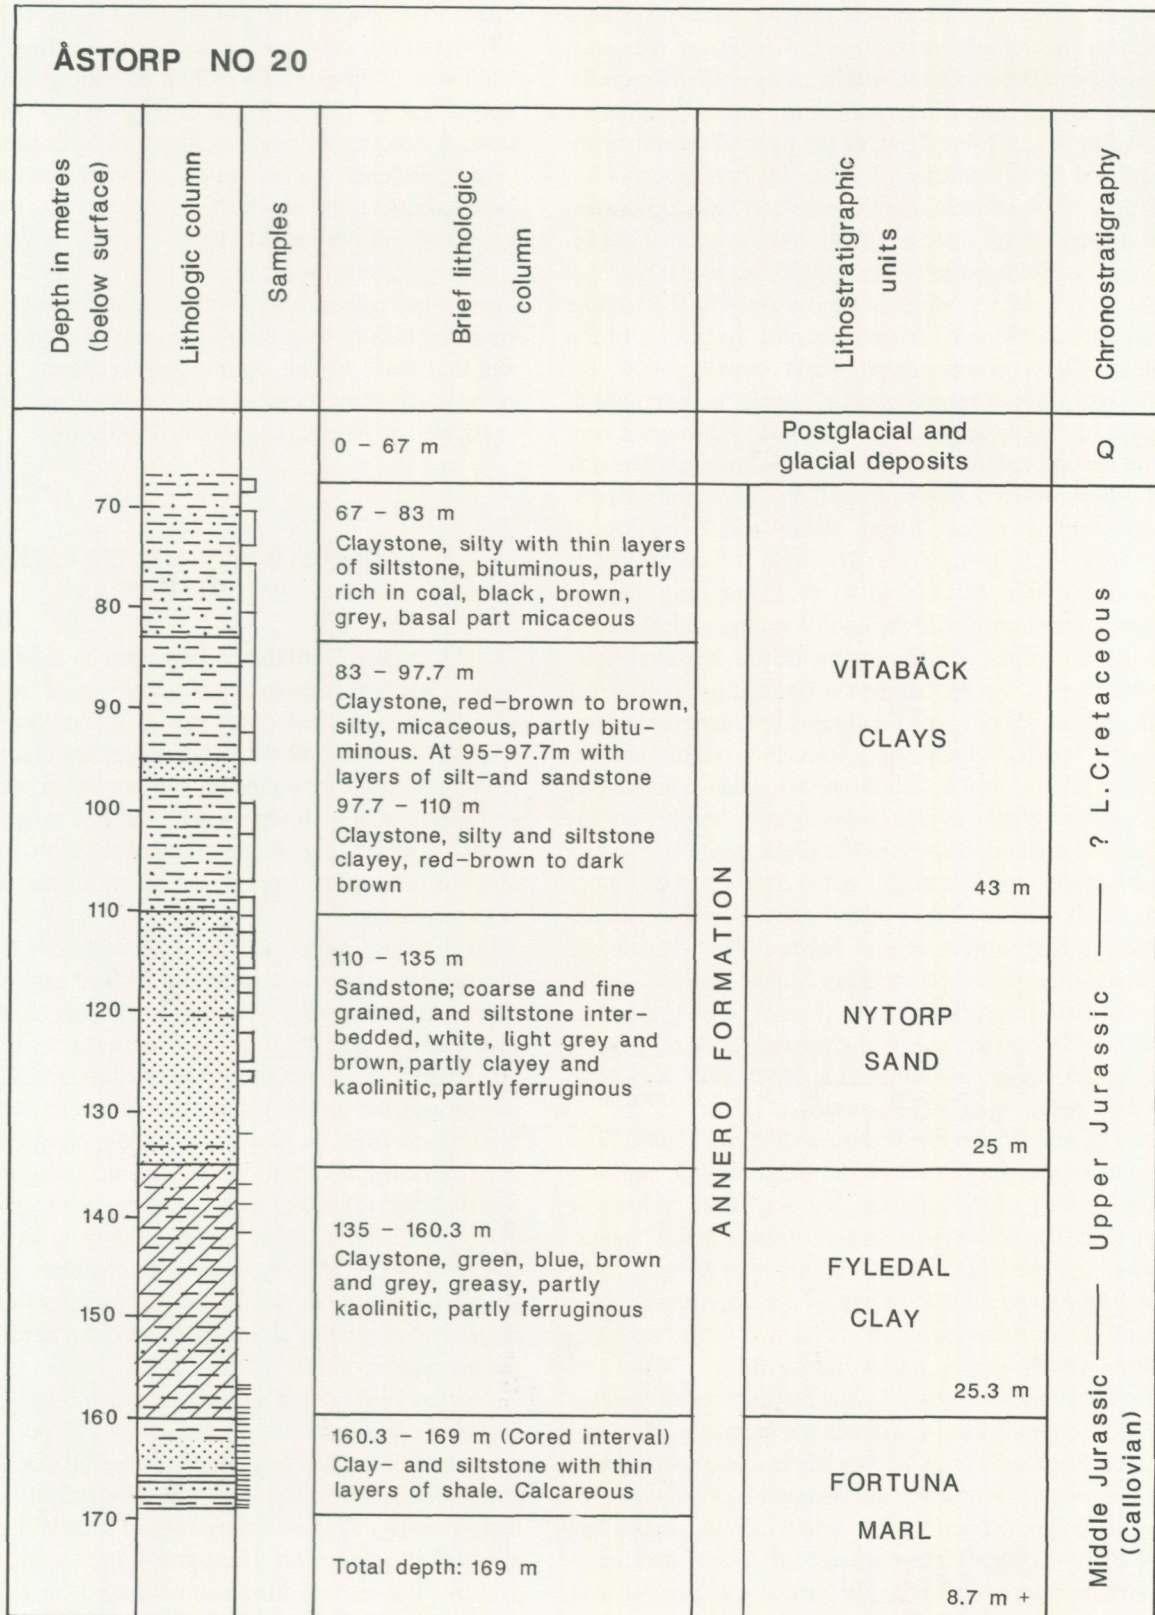 ÅSTORP NO 20
Depth in metres
(below surface)
Lithologic column
Samples
Brief lithologic
column
Lithostratigraphic
units
Chronostratigraphy
0 – 67 m
Postglacial and
glacial deposits
Q
70
80
90
100
110
120
130
140
150
160
170
67 – 83 m
Claystone, silty with thin layers
of siltstone, bituminous, partly
rich in coal, black, brown,
grey, basal part micaceous
83 – 97.7 m
Claystone, red-brown to brown,
silty, micaceous, partly bitu-
minous. At 95-97.7m with
layers of silt-and sandstone
97.7 – 110 m
Claystone, silty and siltstone
clayey, red-brown to dark
brown
110 – 135 m
Sandstone; coarse and fine
grained, and siltstone inter-
bedded, white, light grey and
brown, partly clayey and
kaolinitic, partly ferruginous
135 – 160.3 m
Claystone, green, blue, brown
and grey, greasy, partly
kaolinitic, partly ferruginous
160.3 – 169 m (Cored interval)
Clay- and siltstone with thin
layers of shale. Calcareous
Total depth: 169 m
ANNERO FORMATION
VITABÄCK
CLAYS
43 m
NYTORP
SAND
25 m
FYLEDAL
CLAY
25.3 m
FORTUNA
MARL
8.7 m +
Middle Jurassic — Upper Jurassic — ? L.Cretaceous
(Callovian)